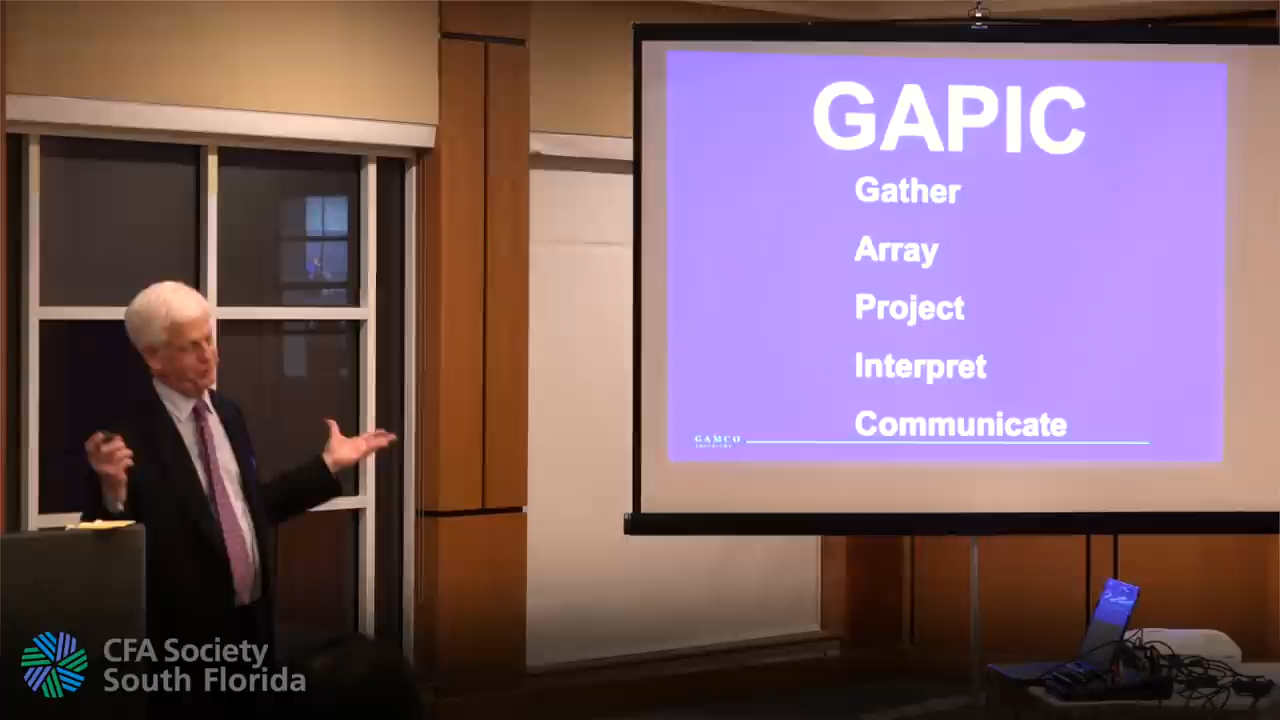 GAPIC
Gather
Array
Project
Interpret
Communicate
GAMCO
CFA Society
South Florida